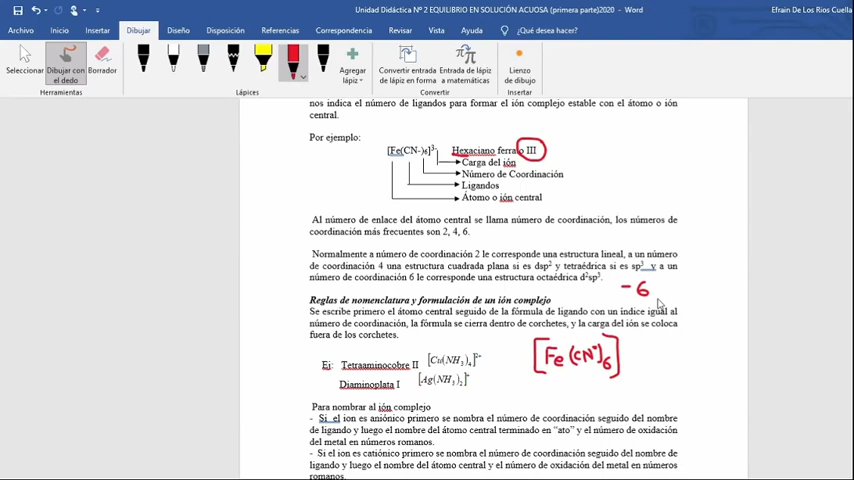 Unidad Didáctica Nº 2 EQUILIBRIO EN SOLUCIÓN ACUOSA (primera parte)2020 - Word
Efrain De Los Rios Cuella
Archivo Inicio Insertar Dibujar Diseño Disposición Referencias Correspondencia Revisar Vista Ayuda ¿Qué desea hacer?
Seleccionar Dibujar con el dedo Borrador Agregar lápiz Convertir entrada de lápiz en forma Entrada de lápiz a matemáticas Lienzo de dibujo
Herramientas Lápices Convertir Insertar
nos indica el número de ligandos para formar el ión complejo estable con el átomo o ión
central.
Por ejemplo:
[Fe(CN-)6]3- Hexaciano ferrato III
Carga del ión
Número de Coordinación
Ligandos
Átomo o ión central
Al número de enlace del átomo central se llama número de coordinación, los números de
coordinación más frecuentes son 2, 4, 6.
Normalmente a número de coordinación 2 le corresponde una estructura lineal, a un número
de coordinación 4 una estructura cuadrada plana si es dsp2 y tetraédrica si es sp3 y a un
número de coordinación 6 le corresponde una estructura octaédrica d2sp3.
- 6
Reglas de nomenclatura y formulación de un ión complejo
Se escribe primero el átomo central seguido de la fórmula de ligando con un índice igual al
número de coordinación, la fórmula se cierra dentro de corchetes, y la carga del ión se coloca
fuera de los corchetes.
[Fe(CN-)6]
Ej: Tetraaminocobre II [Cu(NH3)4]2+
Diaminoplata I [Ag(NH3)2]+
Para nombrar al ión complejo
- Si el ion es aniónico primero se nombra el número de coordinación seguido del nombre
de ligando y luego el nombre del átomo central terminado en "ato" y el número de oxidación
del metal en números romanos.
- Si el ion es catiónico primero se nombra el número de coordinación seguido del nombre de
ligando y luego el nombre del átomo central y el número de oxidación del metal en números
romanos.